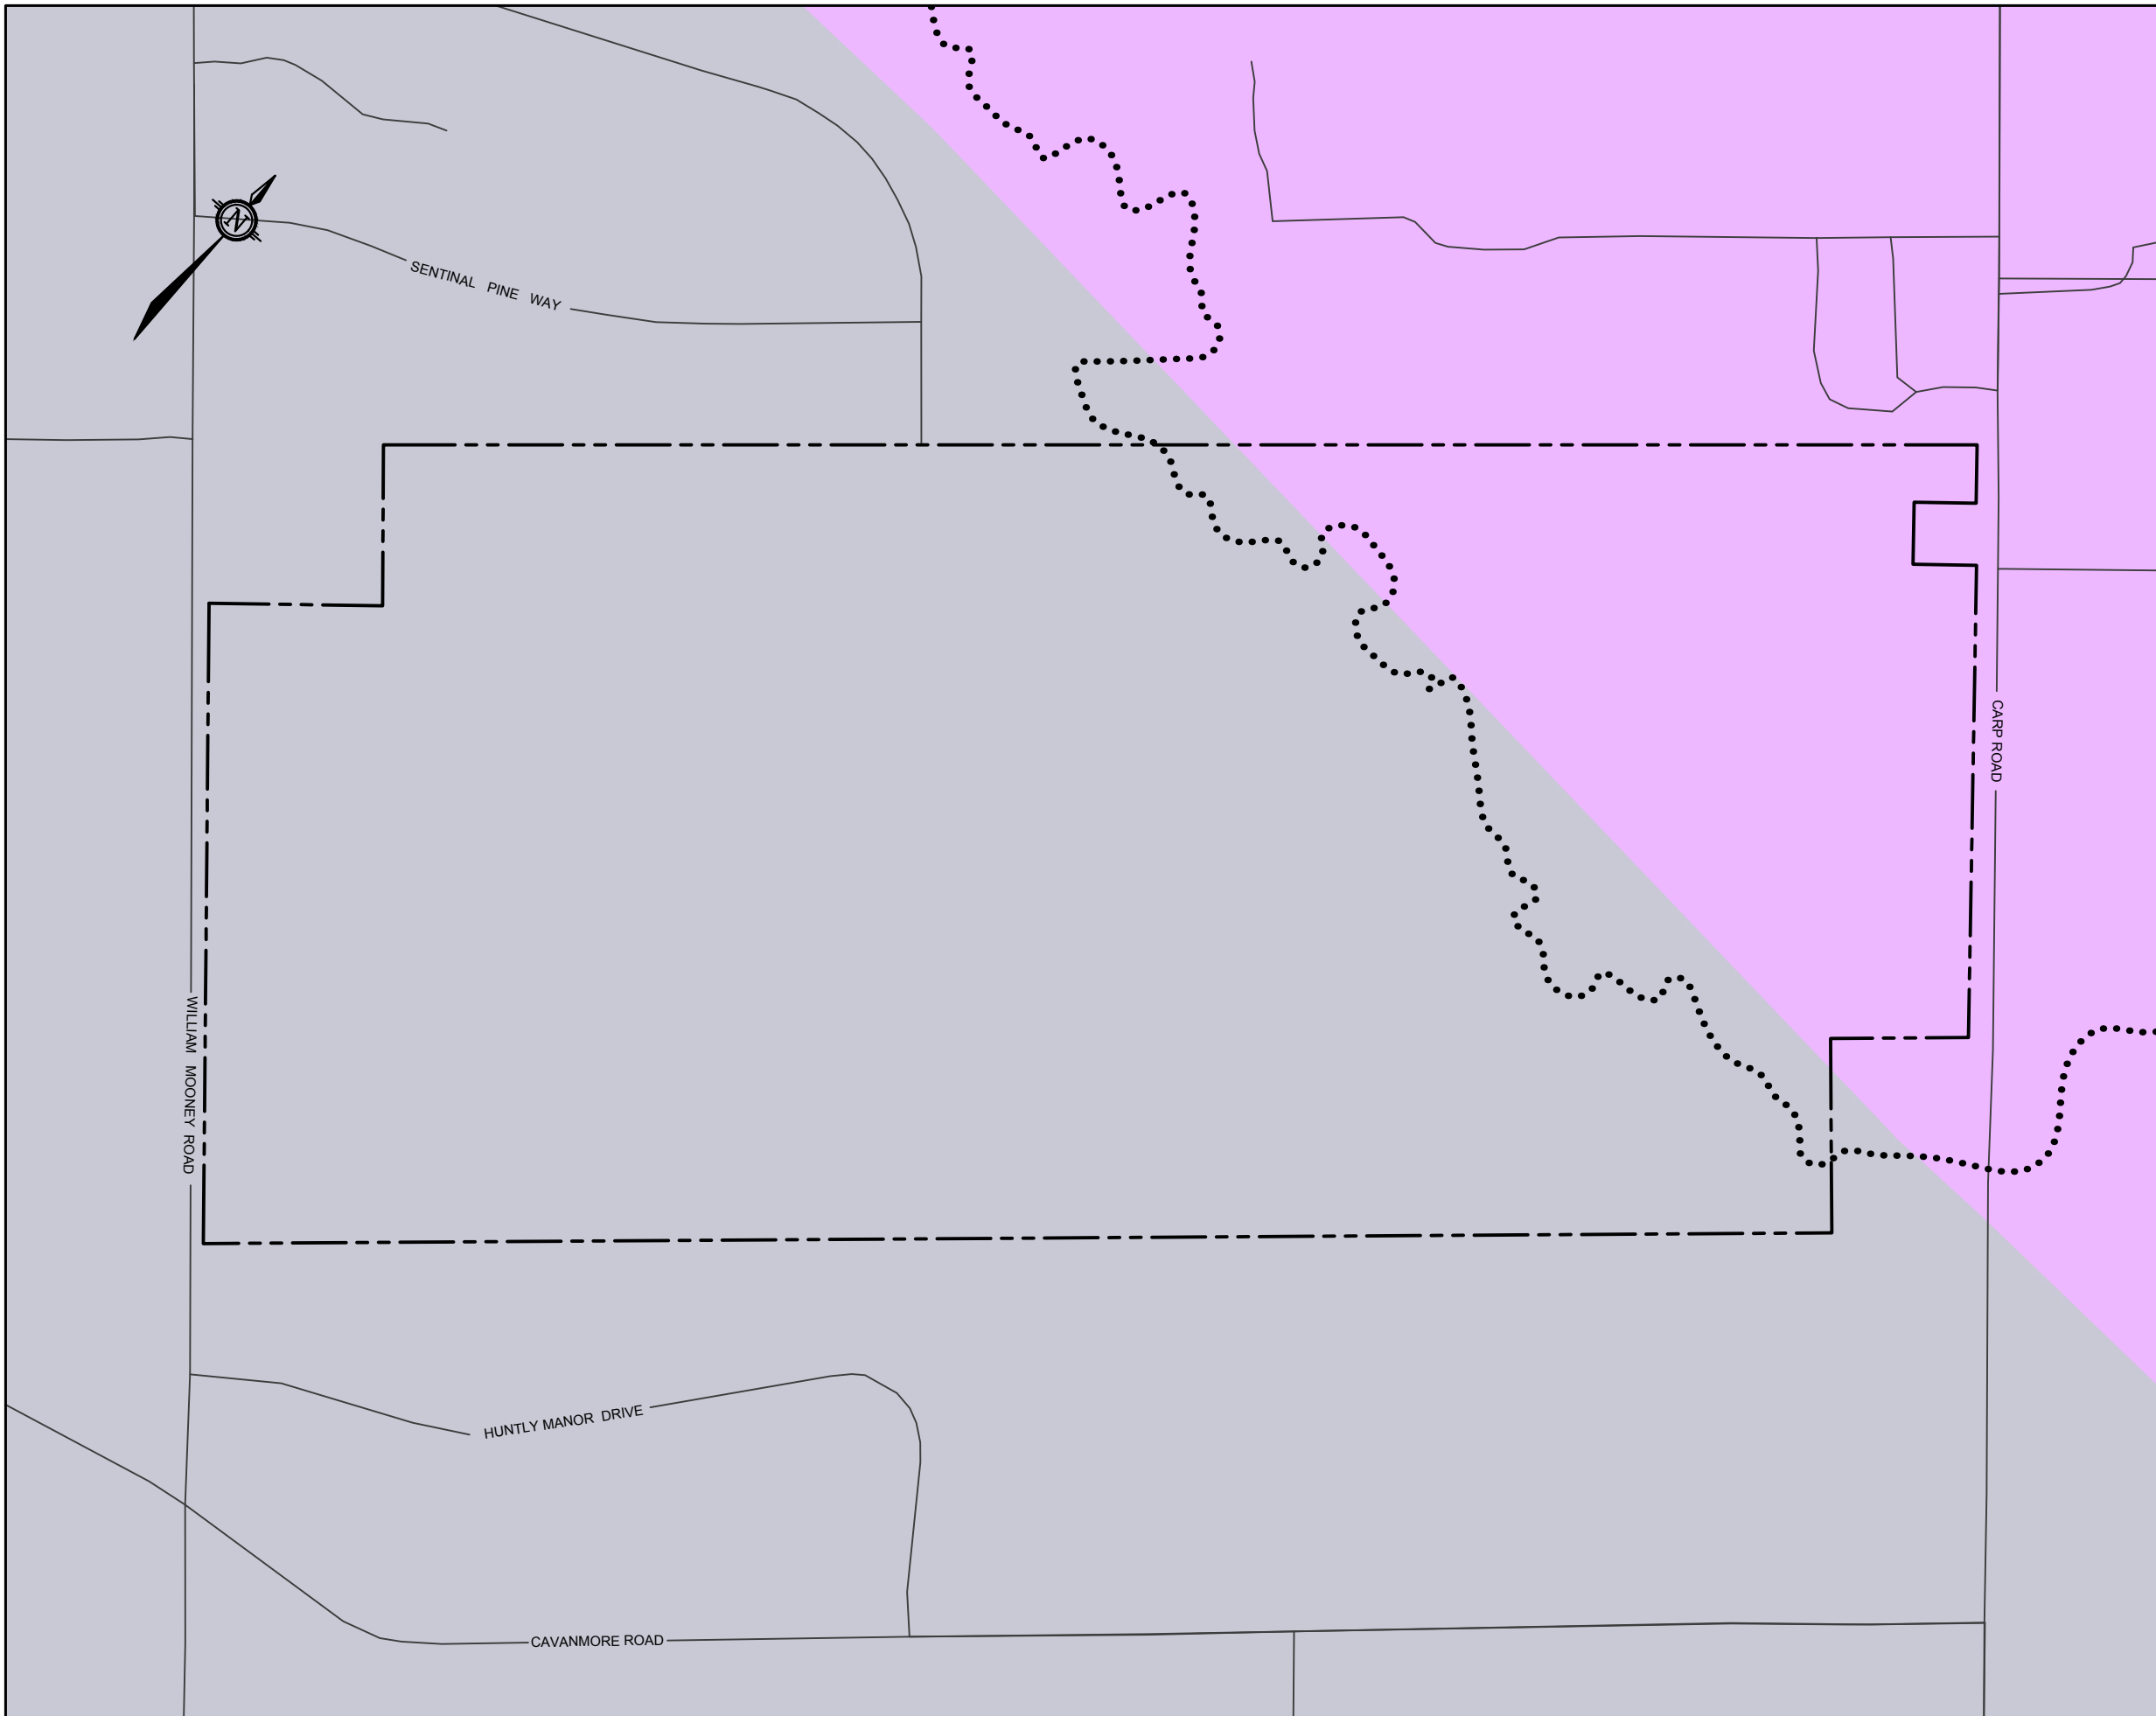 N
SENTINAL PINE WAY
CARP ROAD
WILLIAM MOONEY ROAD
HUNTLY MANOR DRIVE
CAVANMORE ROAD